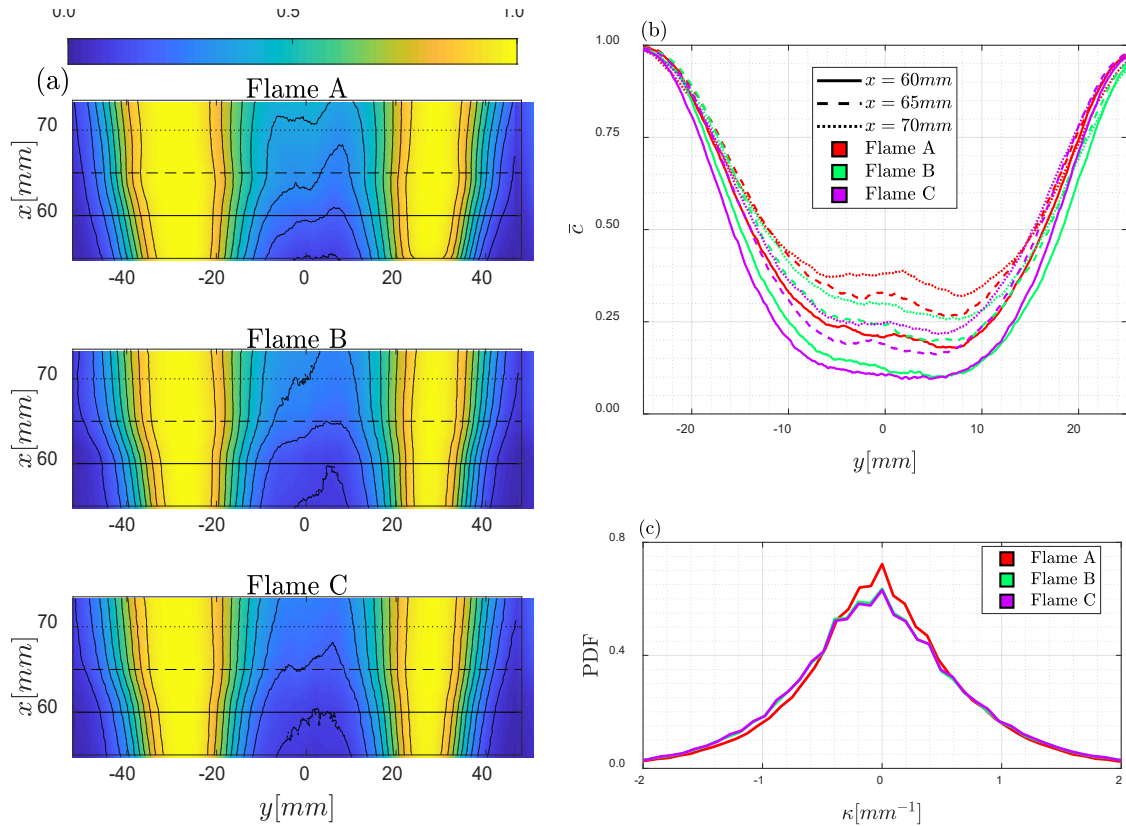 0.0 0.5 1.0
(a)
Flame A
70
60
x[mm]
-40 -20 0 20 40
Flame B
70
60
x[mm]
-40 -20 0 20 40
Flame C
70
60
x[mm]
-40 -20 0 20 40
y[mm]
(b)
1.00
0.75
0.50
0.25
0.00
c̅
x = 60mm
x = 65mm
x = 70mm
Flame A
Flame B
Flame C
-20 -10 0 10 20
y[mm]
(c)
0.8
0.4
0.0
PDF
Flame A
Flame B
Flame C
-2 -1 0 1 2
κ[mm⁻¹]